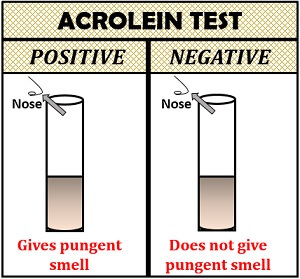 ACROLEIN TEST
POSITIVE
NEGATIVE
Nose
Nose
Gives pungent
smell
Does not give
pungent smell